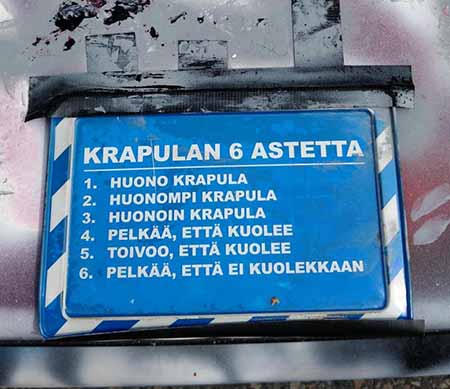 KRAPULAN 6 ASTETTA
1. HUONO KRAPULA
2. HUONOMPI KRAPULA
3. HUONOIN KRAPULA
4. PELKÄÄ, ETTÄ KUOLEE
5. TOIVOO, ETTÄ KUOLEE
6. PELKÄÄ, ETTÄ EI KUOLEKKAAN